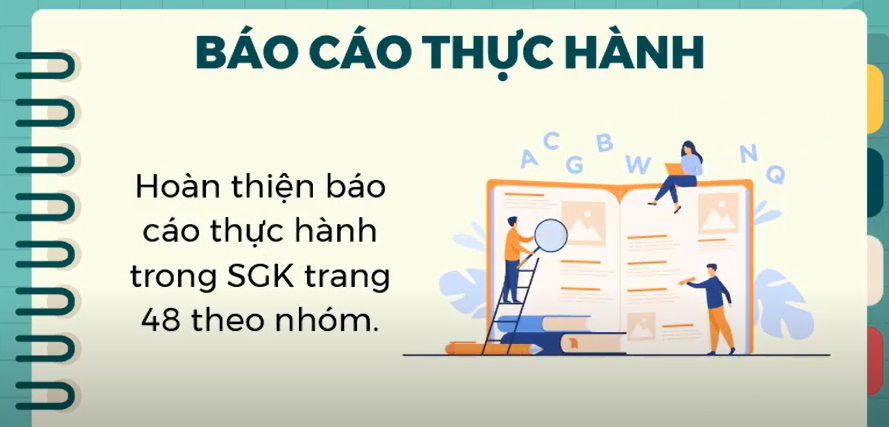 BÁO CÁO THỰC HÀNH
A C G B W N Q
Hoàn thiện báo
cáo thực hành
trong SGK trang
48 theo nhóm.